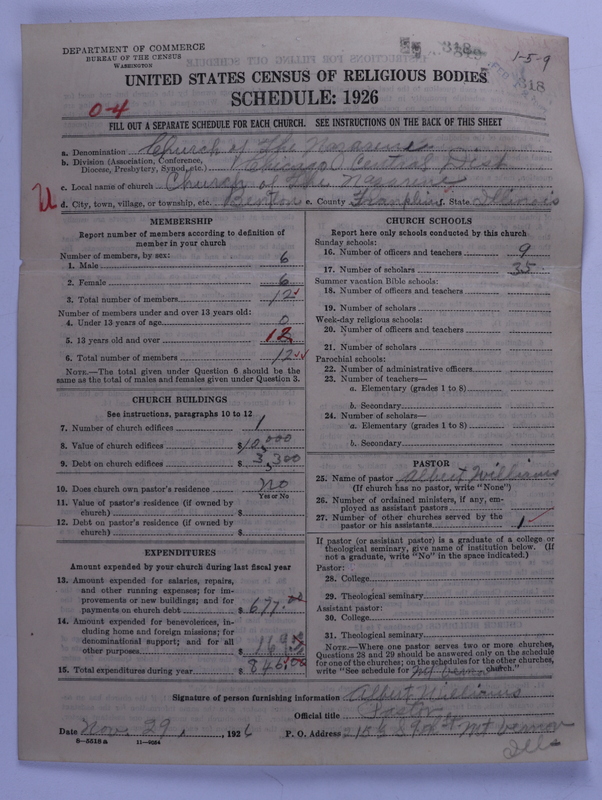 DEPARTMENT OF COMMERCE
BUREAU OF THE CENSUS
WASHINGTON
318
1-5-9
318
UNITED STATES CENSUS OF RELIGIOUS BODIES
SCHEDULE: 1926
0-4
FILL OUT A SEPARATE SCHEDULE FOR EACH CHURCH. SEE INSTRUCTIONS ON THE BACK OF THIS SHEET
a. Denomination Church of The Nazarene
b. Division (Association, Conference, Diocese, Presbytery, Synod, etc.) Chicago Central Dist
c. Local name of church Church of The Nazarene
d. City, town, village, or township, etc. Benton e. County Franklin f. State Illinois
MEMBERSHIP
Report number of members according to definition of
member in your church
Number of members, by sex:
1. Male 6
2. Female 6
3. Total number of members 12
Number of members under and over 13 years old:
4. Under 13 years of age 0
5. 13 years old and over 12
6. Total number of members 12
NOTE.—The total given under Question 6 should be
same as the total of males and females given under Question 3.
CHURCH BUILDINGS
See instructions, paragraphs 10 to 12
7. Number of church edifices 1
8. Value of church edifices $10,000
9. Debt on church edifices $3,300
10. Does church own pastor's residence No
Yes or No
11. Value of pastor's residence (if owned by
church) $
12. Debt on pastor's residence (if owned by
church) $
EXPENDITURES
Amount expended by your church during last fiscal year
13. Amount expended for salaries, repairs,
and other running expenses; for im-
provements or new buildings; and for
payments on church debt $677.00
14. Amount expended for benevolences, in-
cluding home and foreign missions; for
denominational support; and for all
other purposes $169
15. Total expenditures during year $846.00
CHURCH SCHOOLS
Report here only schools conducted by this church
Sunday schools:
16. Number of officers and teachers 9
17. Number of scholars 35
Summer vacation Bible schools:
18. Number of officers and teachers
19. Number of scholars
Week-day religious schools:
20. Number of officers and teachers
21. Number of scholars
Parochial schools:
22. Number of administrative officers
23. Number of teachers—
a. Elementary (grades 1 to 8)
b. Secondary
24. Number of scholars—
a. Elementary (grades 1 to 8)
b. Secondary
PASTOR
25. Name of pastor Albert Williams
(If church has no pastor, write "None")
26. Number of ordained ministers, if any, em-
ployed as assistant pastors
27. Number of other churches served by the
pastor or his assistants 1
If pastor (or assistant pastor) is a graduate of a college or
theological seminary, give name of institution below. (If
not a graduate, write "No" in the space indicated.)
Pastor:
28. College
29. Theological seminary
Assistant pastor:
30. College
31. Theological seminary
NOTE.—Where one pastor serves two or more churches,
Questions 28 and 29 should be answered only on the schedule
for one of the churches; on the schedules for the other churches,
write "See schedule for Mt Vernon church."
Signature of person furnishing information Albert Williams
Official title Pastor
Date Nov. 29, 1926 P. O. Address Mt Vernon
Ill
8—5518a 11—9024